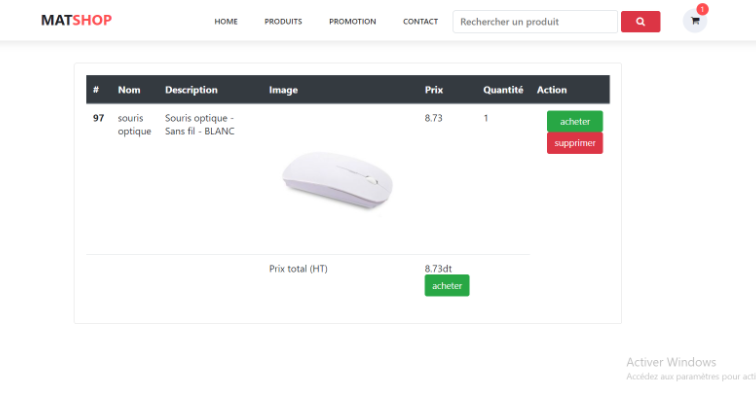 MATSHOP HOME PRODUITS PROMOTION CONTACT Rechercher un produit 1
# Nom Description Image Prix Quantité Action
97 souris optique Souris optique - Sans fil - BLANC 8.73 1 acheter
supprimer
Prix total (HT) 8.73dt
acheter
Activer Windows
Accédez aux paramètres pour acti